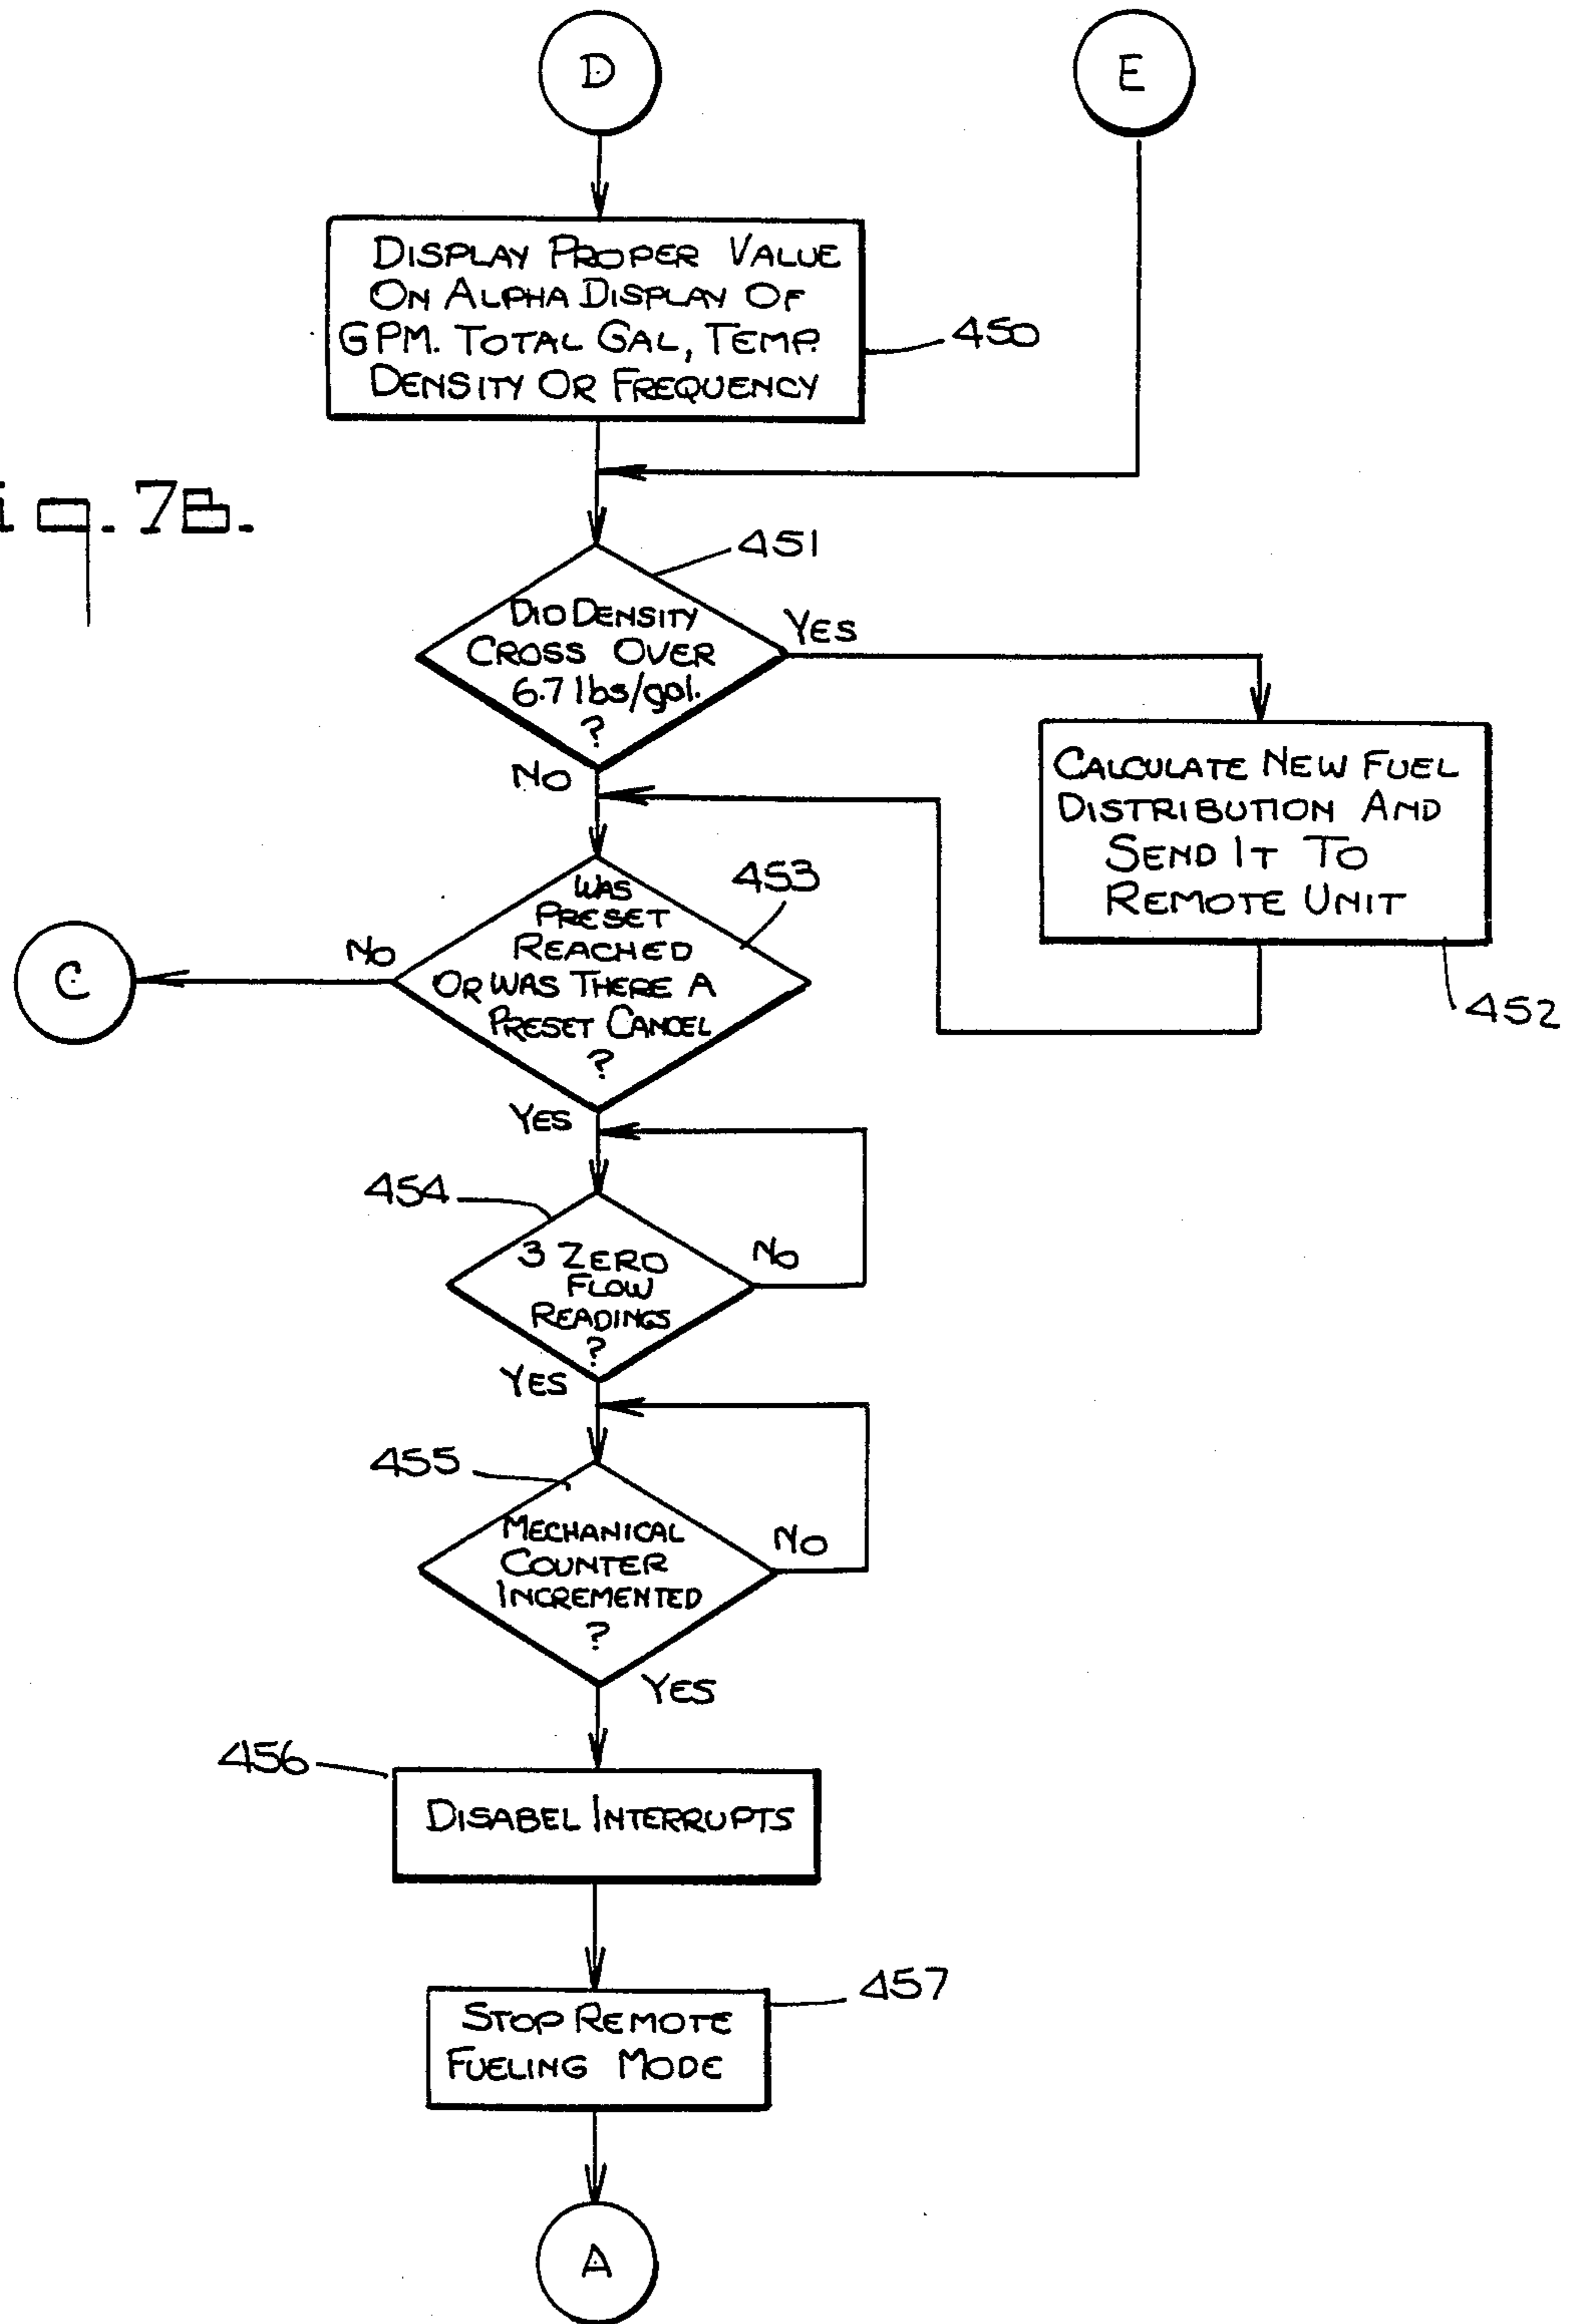 D
E
DISPLAY PROPER VALUE
ON ALPHA DISPLAY OF
GPM. TOTAL GAL, TEMP.
DENSITY OR FREQUENCY
450
ig. 7B.
451
DID DENSITY
CROSS OVER
6.7 lbs/gal.
?
YES
NO
CALCULATE NEW FUEL
DISTRIBUTION AND
SEND IT TO
REMOTE UNIT
452
453
WAS
PRESET
REACHED
OR WAS THERE A
PRESET CANCEL
?
NO
C
YES
454
3 ZERO
FLOW
READINGS
?
NO
YES
455
MECHANICAL
COUNTER
INCREMENTED
?
NO
YES
456
DISABEL INTERRUPTS
457
STOP REMOTE
FUELING MODE
A